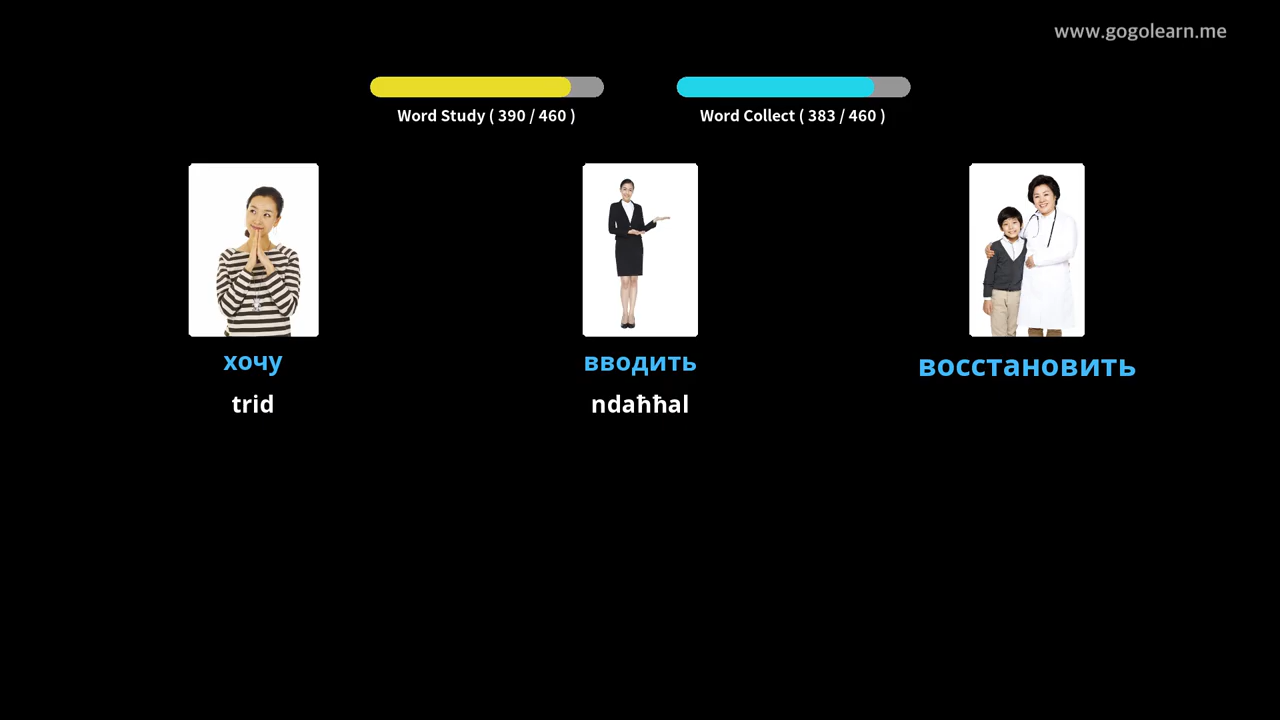 www.gogolearn.me
Word Study ( 390 / 460 )
Word Collect ( 383 / 460 )
хочу
trid
вводить
ndaħħal
восстановить